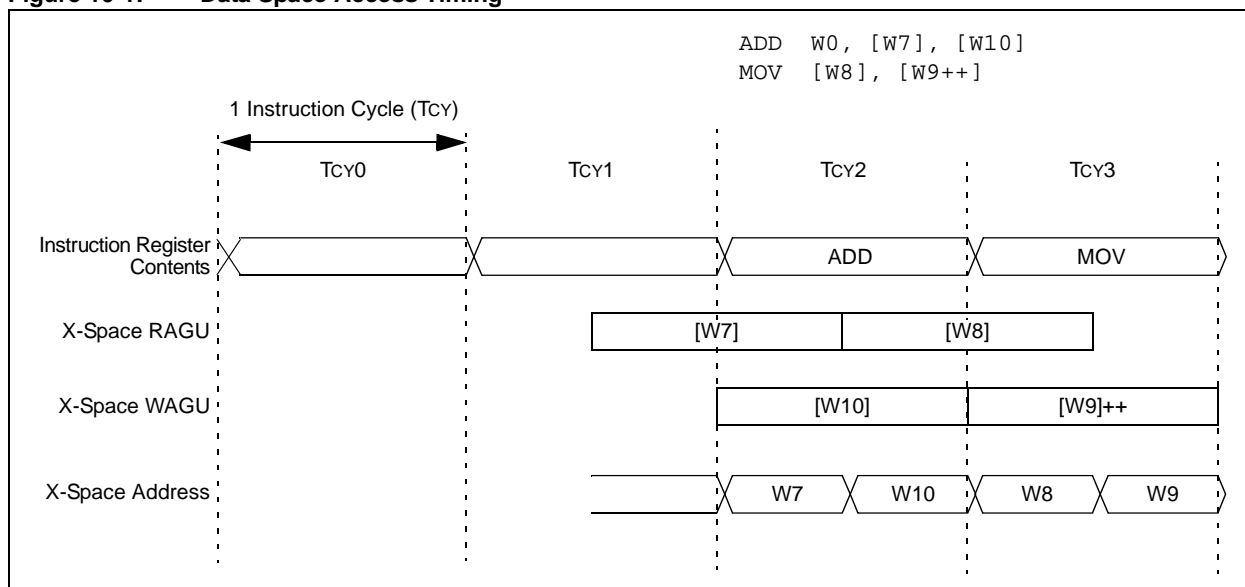 Figure 10-1: Data Space Access Timing
ADD W0, [W7], [W10]
MOV [W8], [W9++]
1 Instruction Cycle (TCY)
TCY0 TCY1 TCY2 TCY3
Instruction Register
Contents
ADD MOV
X-Space RAGU
[W7] [W8]
X-Space WAGU
[W10] [W9]++
X-Space Address
W7 W10 W8 W9